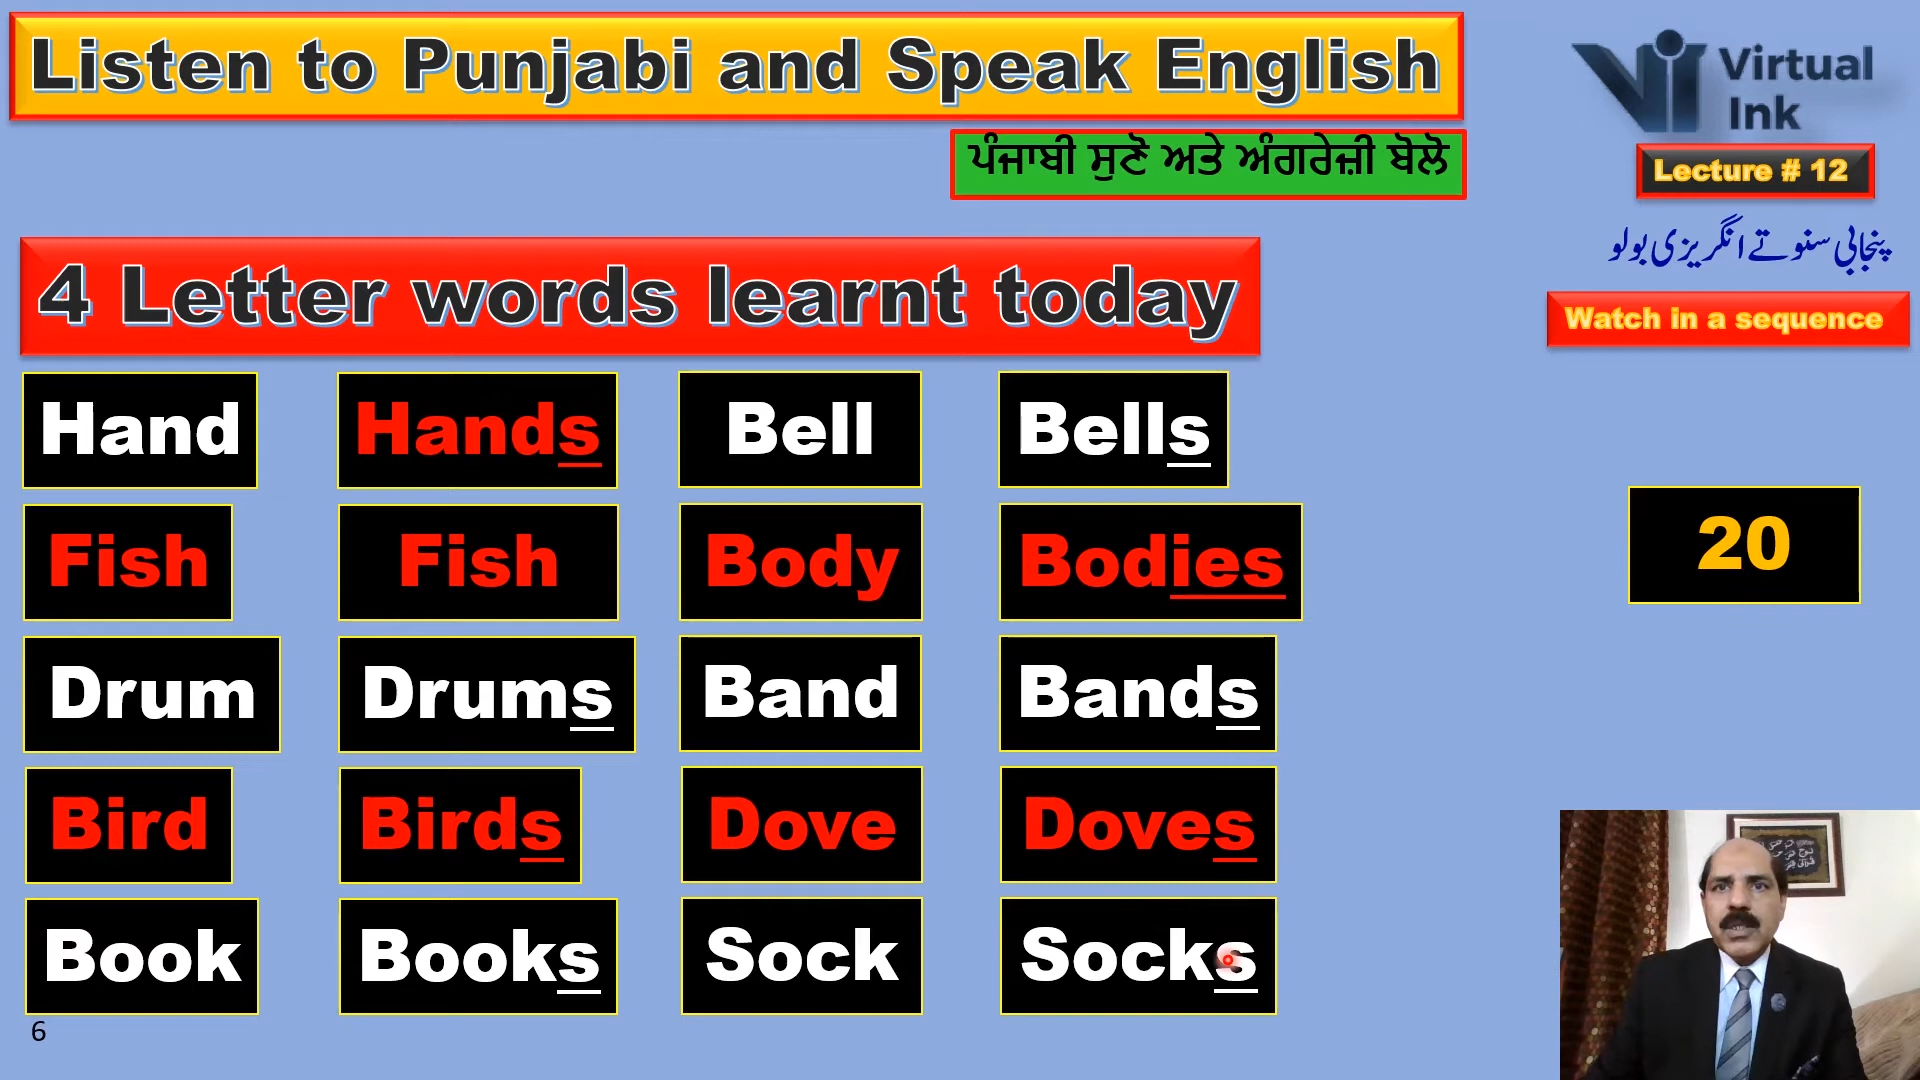 Listen to Punjabi and Speak English
Virtual
Ink
ਪੰਜਾਬੀ ਸੁਣੋ ਅਤੇ ਅੰਗਰੇਜ਼ੀ ਬੋਲੋ
Lecture # 12
پنجابی سنو تے انگریزی بولو
4 Letter words learnt today
Watch in a sequence
Hand Hands Bell Bells
Fish Fish Body Bodies
20
Drum Drums Band Bands
Bird Birds Dove Doves
Book Books Sock Socks
6